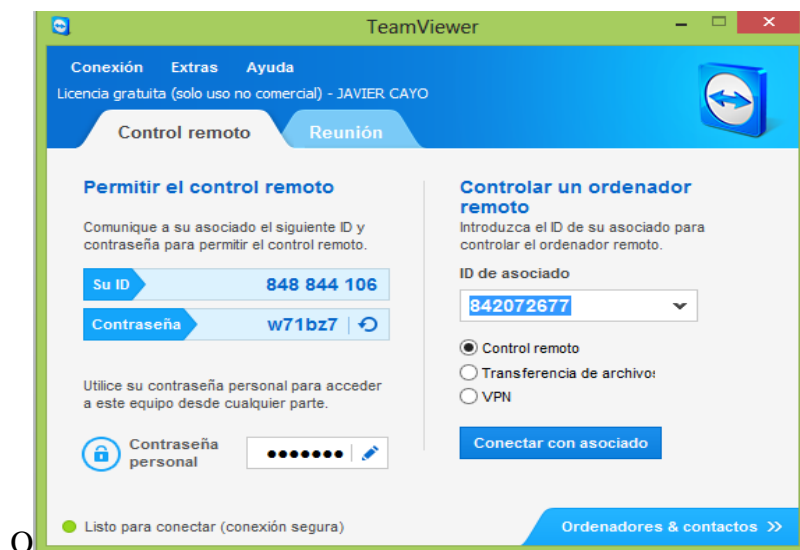 TeamViewer
Conexión Extras Ayuda
Licencia gratuita (solo uso no comercial) - JAVIER CAYO
Control remoto
Reunión
Permitir el control remoto
Comunique a su asociado el siguiente ID y
contraseña para permitir el control remoto.
Su ID 848 844 106
Contraseña w71bz7
Utilice su contraseña personal para acceder
a este equipo desde cualquier parte.
Contraseña
personal
Controlar un ordenador
remoto
Introduzca el ID de su asociado para
controlar el ordenador remoto.
ID de asociado
842072677
Control remoto
Transferencia de archivo
VPN
Conectar con asociado
Listo para conectar (conexión segura)
Ordenadores & contactos >>
O